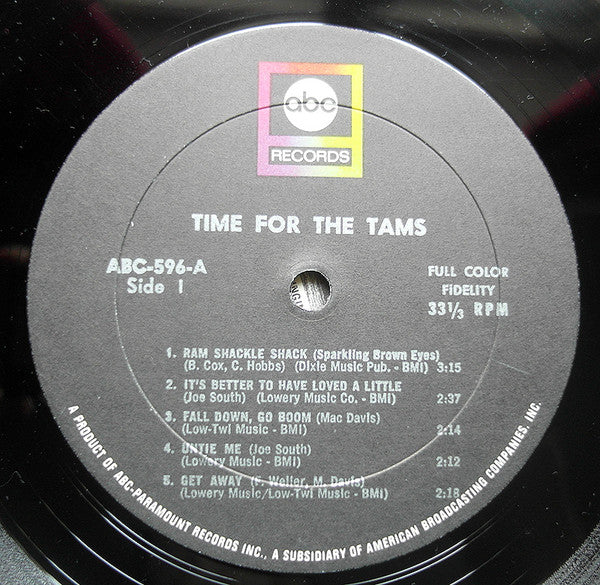 abc
RECORDS
TIME FOR THE TAMS
ABC-596-A
Side 1
FULL COLOR
FIDELITY
33⅓ RPM
1. RAM SHACKLE SHACK (Sparkling Brown Eyes)
(B. Cox, C. Hobbs) (Dixie Music Pub. - BMI) 3:15
2. IT'S BETTER TO HAVE LOVED A LITTLE
(Joe South) (Lowery Music Co. - BMI) 2:37
3. FALL DOWN, GO BOOM (Mac Davis)
(Low-Twi Music - BMI) 2:14
4. UNTIE ME (Joe South)
(Lowery Music - BMI) 2:12
5. GET AWAY (F. Weller, M. Davis)
(Lowery Music/Low-Twi Music - BMI) 2:18
A PRODUCT OF ABC-PARAMOUNT RECORDS INC., A SUBSIDIARY OF AMERICAN BROADCASTING COMPANIES, INC.